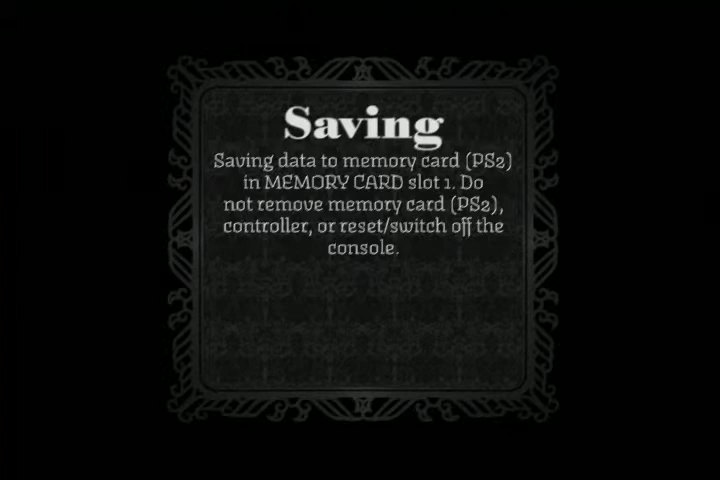 Saving
Saving data to memory card (PS2)
in MEMORY CARD slot 1. Do
not remove memory card (PS2),
controller, or reset/switch off the
console.